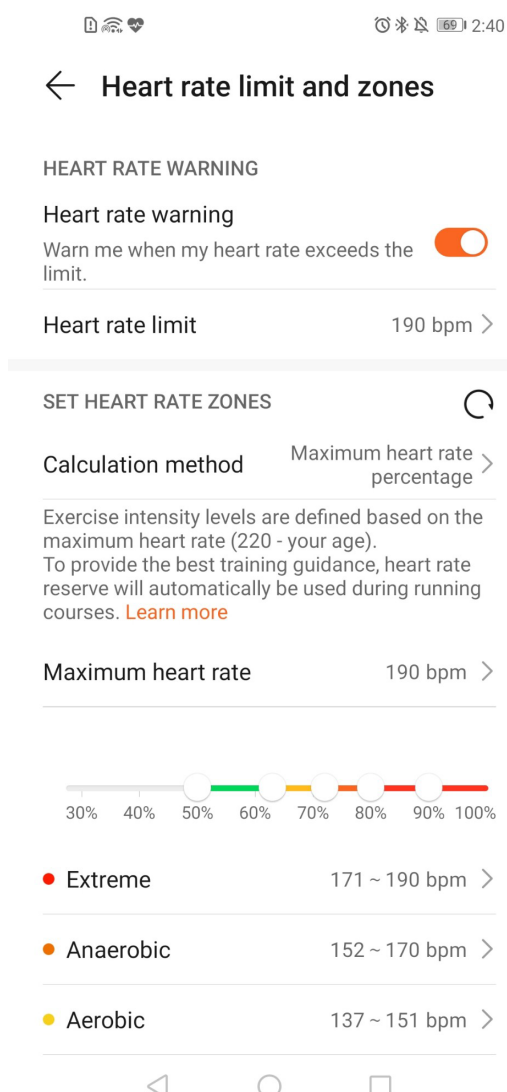 69 2:40
Heart rate limit and zones
HEART RATE WARNING
Heart rate warning
Warn me when my heart rate exceeds the
limit.
Heart rate limit 190 bpm
SET HEART RATE ZONES
Calculation method Maximum heart rate
percentage
Exercise intensity levels are defined based on the
maximum heart rate (220 - your age).
To provide the best training guidance, heart rate
reserve will automatically be used during running
courses. Learn more
Maximum heart rate 190 bpm
30% 40% 50% 60% 70% 80% 90% 100%
Extreme 171 ~ 190 bpm
Anaerobic 152 ~ 170 bpm
Aerobic 137 ~ 151 bpm